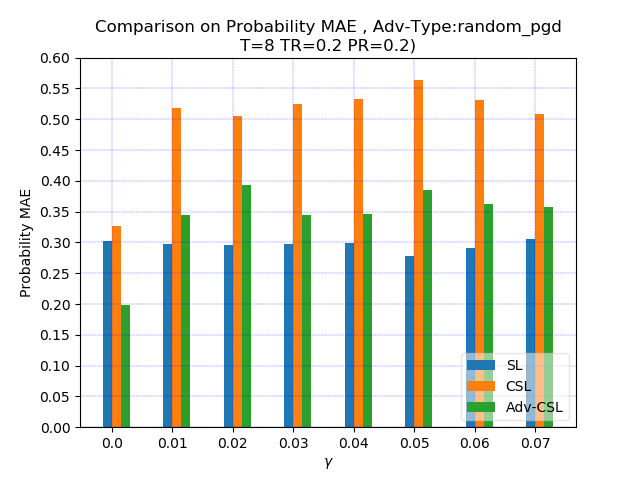 Comparison on Probability MAE , Adv-Type:random_pgd
T=8 TR=0.2 PR=0.2)
0.60
0.55
0.50
0.45
0.40
0.35
0.30
0.25
0.20
0.15
0.10
0.05
0.00
Probability MAE
SL
CSL
Adv-CSL
0.0 0.01 0.02 0.03 0.04 0.05 0.06 0.07
γ